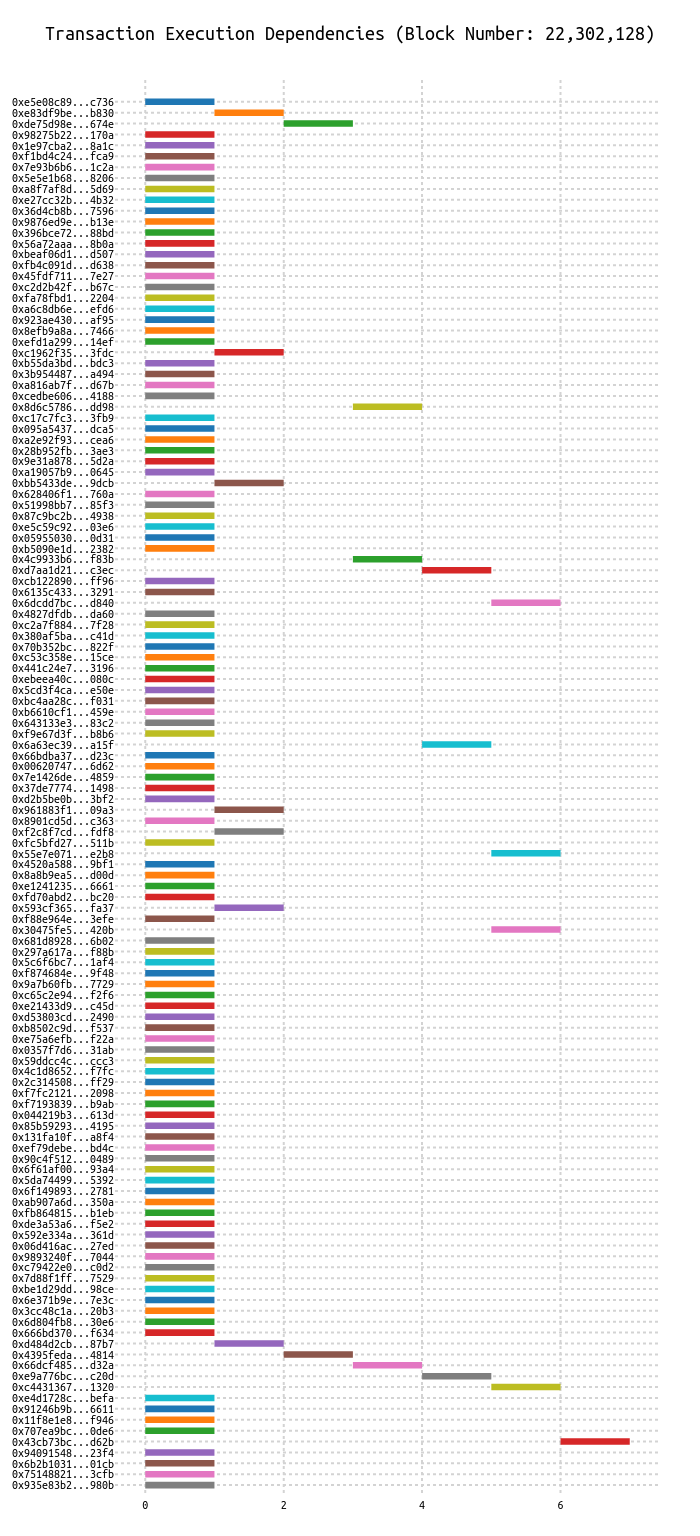 Transaction Execution Dependencies (Block Number: 22,302,128)
0xe5e08c89...c736
0xe83df9be...b830
0xde75d98e...674e
0x98275b22...170a
0x1e97cba2...8a1c
0xf1bd4c24...fca9
0x7e93b6b6...1c2a
0x5e5e1b68...8206
0xa8f7af8d...5d69
0xe27cc32b...4b32
0x36d4cb8b...7596
0x9876ed9e...b13e
0x396bce72...88bd
0x56a72aaa...8b0a
0xbeaf06d1...d507
0xfb4c091d...d638
0x45fdf711...7e27
0xc2d2b42f...b67c
0xfa78fbd1...2204
0xa6c8db6e...efd6
0x923ae430...af95
0x8efb9a8a...7466
0xefd1a299...14ef
0xc1962f35...3fdc
0xb55da3bd...bdc3
0x3b954487...a494
0xa816ab7f...d67b
0xcedbe606...4188
0x8d6c5786...dd98
0xc17c7fc3...3fb9
0x095a5437...dca5
0xa2e92f93...cea6
0x28b952fb...3ae3
0x9e31a878...5d2a
0xa19057b9...0645
0xbb5433de...9dcb
0x628406f1...760a
0x51998bb7...85f3
0x87c9bc2b...4938
0xe5c59c92...03e6
0x05955030...0d31
0xb5090e1d...2382
0x4c9933b6...f83b
0xd7aa1d21...c3ec
0xcb122890...ff96
0x6135c433...3291
0x6dcdd7bc...d840
0x4827dfdb...da60
0xc2a7f884...7f28
0x380af5ba...c41d
0x70b352bc...822f
0xc53c358e...15ce
0x441c24e7...3196
0xebeea40c...080c
0x5cd3f4ca...e50e
0xbc4aa28c...f031
0xb6610cf1...459e
0x643133e3...83c2
0xf9e67d3f...b8b6
0x6a63ec39...a15f
0x66bdba37...d23c
0x00620747...6d62
0x7e1426de...4859
0x37de7774...1498
0xd2b5be0b...3bf2
0x961883f1...09a3
0x8901cd5d...c363
0xf2c8f7cd...fdf8
0xfc5bfd27...511b
0x55e7e071...e2b8
0x4520a588...9bf1
0x8a8b9ea5...d00d
0xe1241235...6661
0xfd70abd2...bc20
0x593cf365...fa37
0xf88e964e...3efe
0x30475fe5...420b
0x681d8928...6b02
0x297a617a...f88b
0x5c6f6bc7...1af4
0xf874684e...9f48
0x9a7b60fb...7729
0xc65c2e94...f2f6
0xe21433d9...c45d
0xd53803cd...2490
0xb8502c9d...f537
0xe75a6efb...f22a
0x0357f7d6...31ab
0x59ddcc4c...ccc3
0x4c1d8652...f7fc
0x2c314508...ff29
0xf7fc2121...2098
0xf7193839...b9ab
0x044219b3...613d
0x85b59293...4195
0x131fa10f...a8f4
0xef79debe...bd4c
0x90c4f512...0489
0x6f61af00...93a4
0x5da74499...5392
0x6f149893...2781
0xab907a6d...350a
0xfb864815...b1eb
0xde3a53a6...f5e2
0x592e334a...361d
0x06d416ac...27ed
0x9893240f...7044
0xc79422e0...c0d2
0x7d88f1ff...7529
0xbe1d29dd...98ce
0x6e371b9e...7e3c
0x3cc48c1a...20b3
0x6d804fb8...30e6
0x666bd370...f634
0xd484d2cb...87b7
0x4395feda...4814
0x66dcf485...d32a
0xe9a776bc...c20d
0xc4431367...1320
0xe4d1728c...befa
0x91246b9b...6611
0x11f8e1e8...f946
0x707ea9bc...0de6
0x43cb73bc...d62b
0x94091548...23f4
0x6b2b1031...01cb
0x75148821...3cfb
0x935e83b2...980b
0 2 4 6